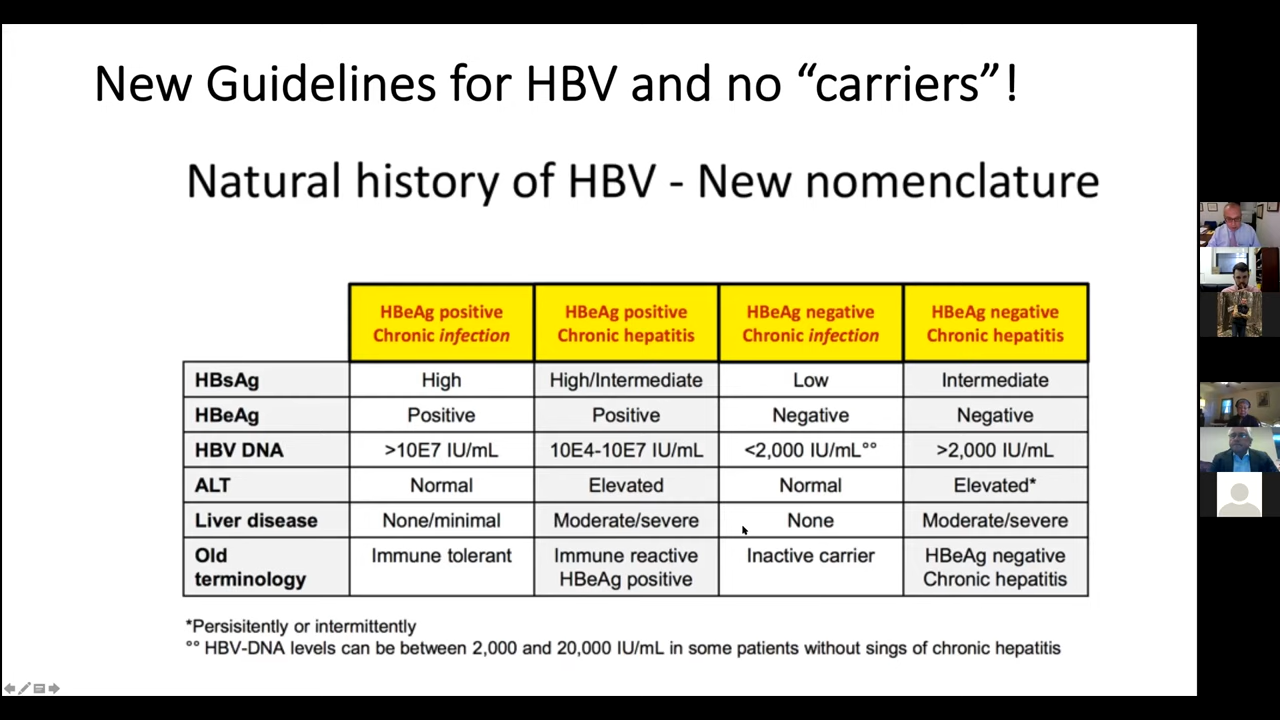 New Guidelines for HBV and no “carriers”!
Natural history of HBV - New nomenclature
HBeAg positive Chronic infection HBeAg positive Chronic hepatitis HBeAg negative Chronic infection HBeAg negative Chronic hepatitis
HBsAg High High/Intermediate Low Intermediate
HBeAg Positive Positive Negative Negative
HBV DNA >10E7 IU/mL 10E4-10E7 IU/mL <2,000 IU/mL°° >2,000 IU/mL
ALT Normal Elevated Normal Elevated*
Liver disease None/minimal Moderate/severe None Moderate/severe
Old terminology Immune tolerant Immune reactive HBeAg positive Inactive carrier HBeAg negative Chronic hepatitis
*Persisitently or intermittently
°° HBV-DNA levels can be between 2,000 and 20,000 IU/mL in some patients without sings of chronic hepatitis